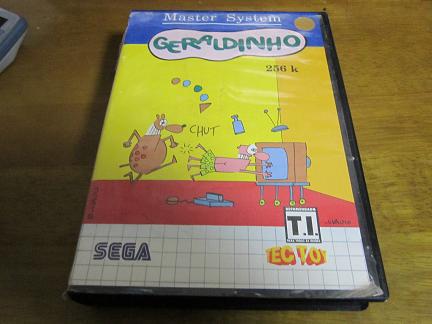 Master System
GERALDINHO
256 k
CHUT
T.I.
SEGA
TEC TOY